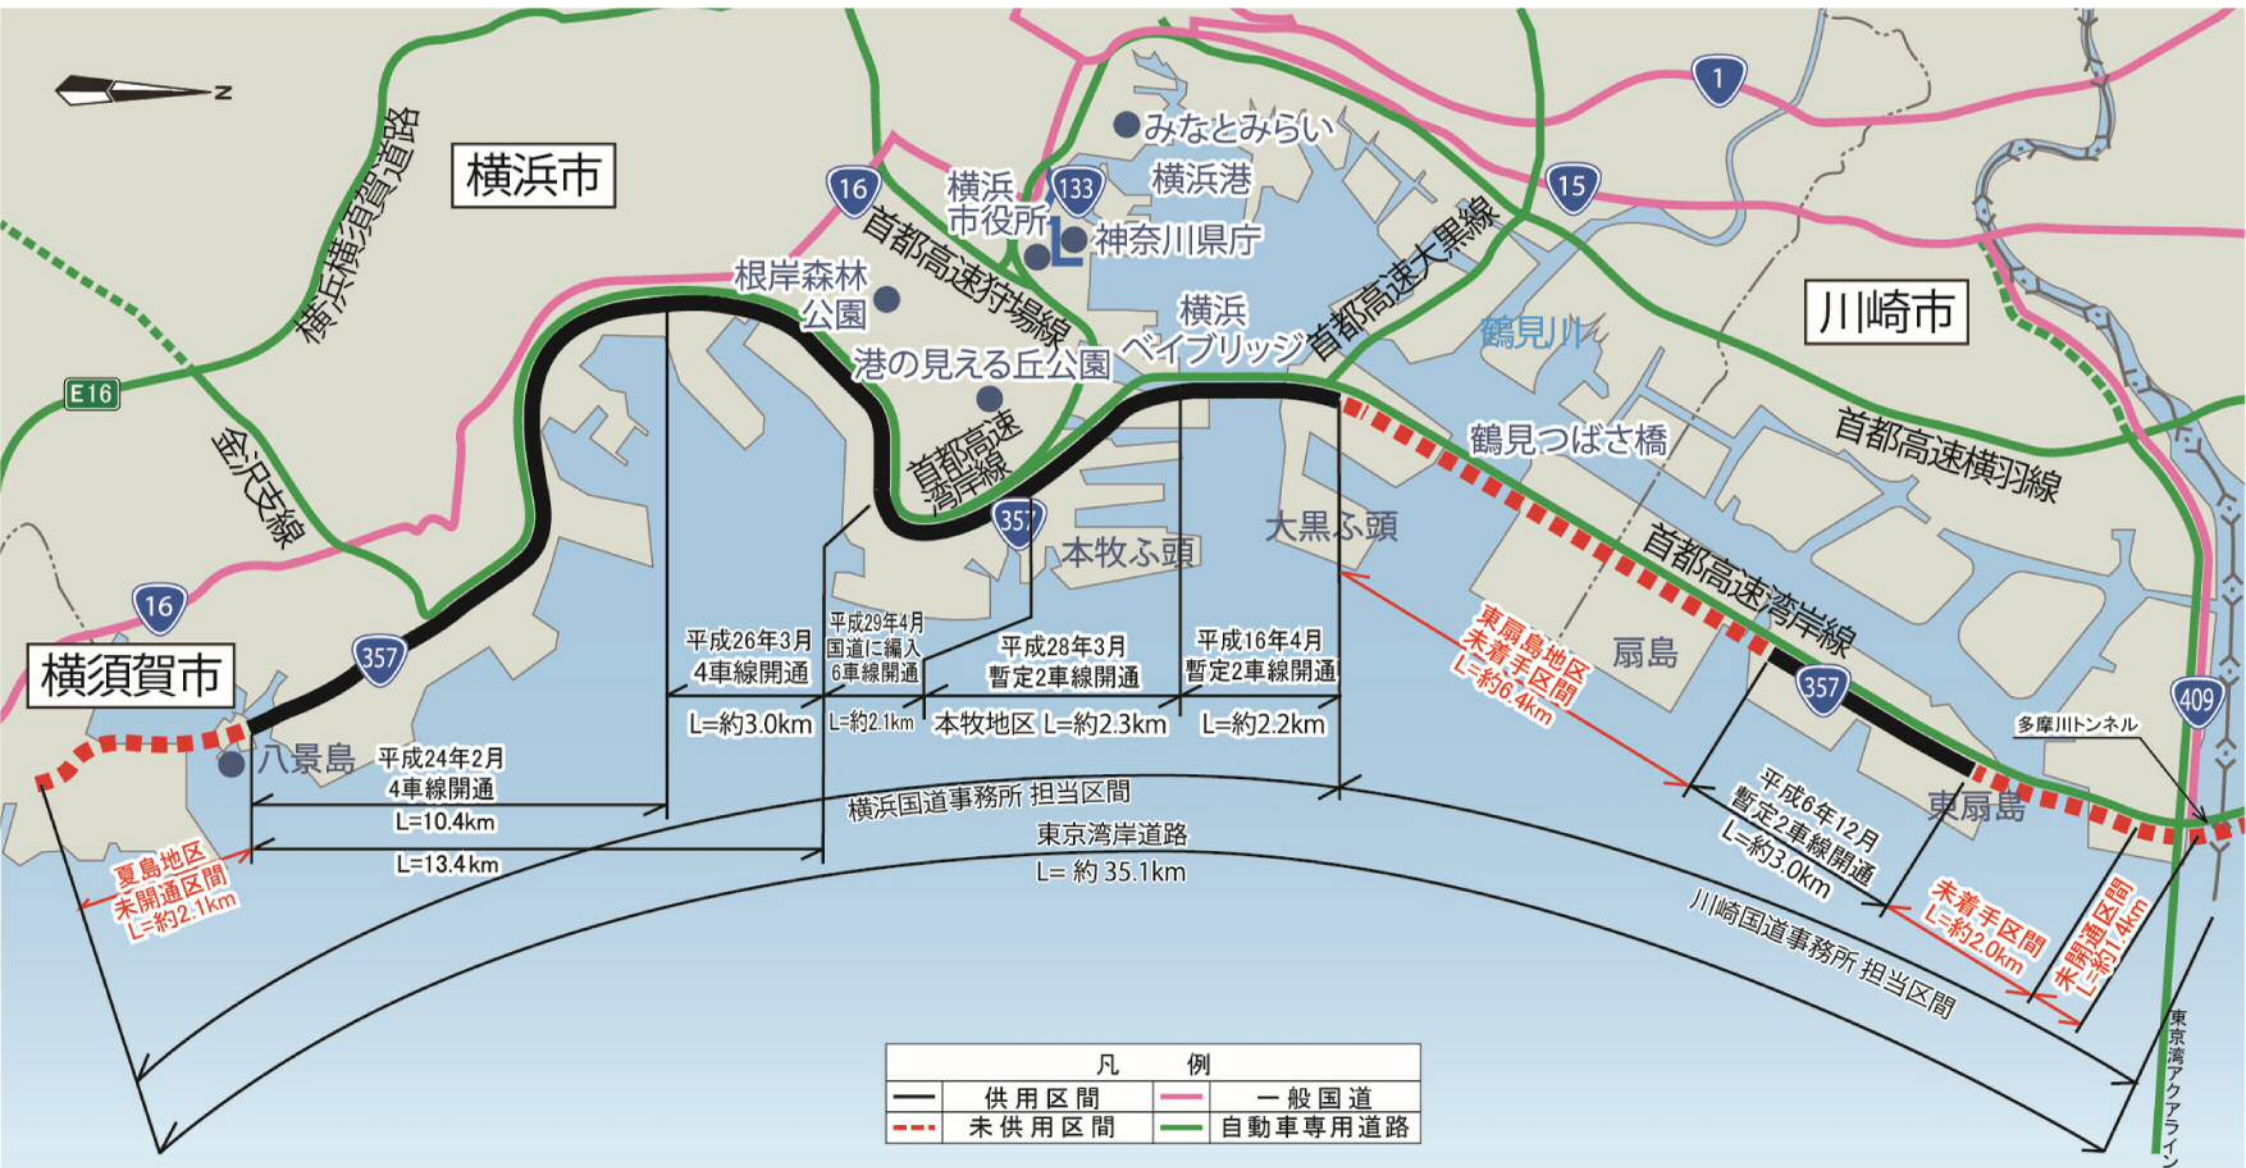 N
横浜横須賀道路
横浜市
E16
金沢支線
16
横須賀市
357
八景島
16
首都高速狩場線
横浜
市役所
133
みなとみらい
横浜港
神奈川県庁
根岸森林
公園
港の見える丘公園
横浜
ベイブリッジ
首都高速大黒線
首都高速
湾岸線
357
本牧ふ頭
大黒ふ頭
1
15
川崎市
鶴見川
鶴見つばさ橋
首都高速横羽線
首都高速湾岸線
扇島
357
東扇島
409
多摩川トンネル
東京湾アクアライン
夏島地区
未開通区間
L=約2.1km
平成24年2月
4車線開通
L=10.4km
L=13.4km
平成26年3月
4車線開通
L=約3.0km
平成29年4月
国道に編入
6車線開通
L=約2.1km
平成28年3月
暫定2車線開通
本牧地区 L=約2.3km
平成16年4月
暫定2車線開通
L=約2.2km
東扇島地区
未着手区間
L=約6.4km
平成6年12月
暫定2車線開通
L=約3.0km
未着手区間
L=約2.0km
未開通区間
L=約1.4km
横浜国道事務所 担当区間
川崎国道事務所 担当区間
東京湾岸道路
L= 約 35.1km
凡 例
供用区間 一般国道
未供用区間 自動車専用道路